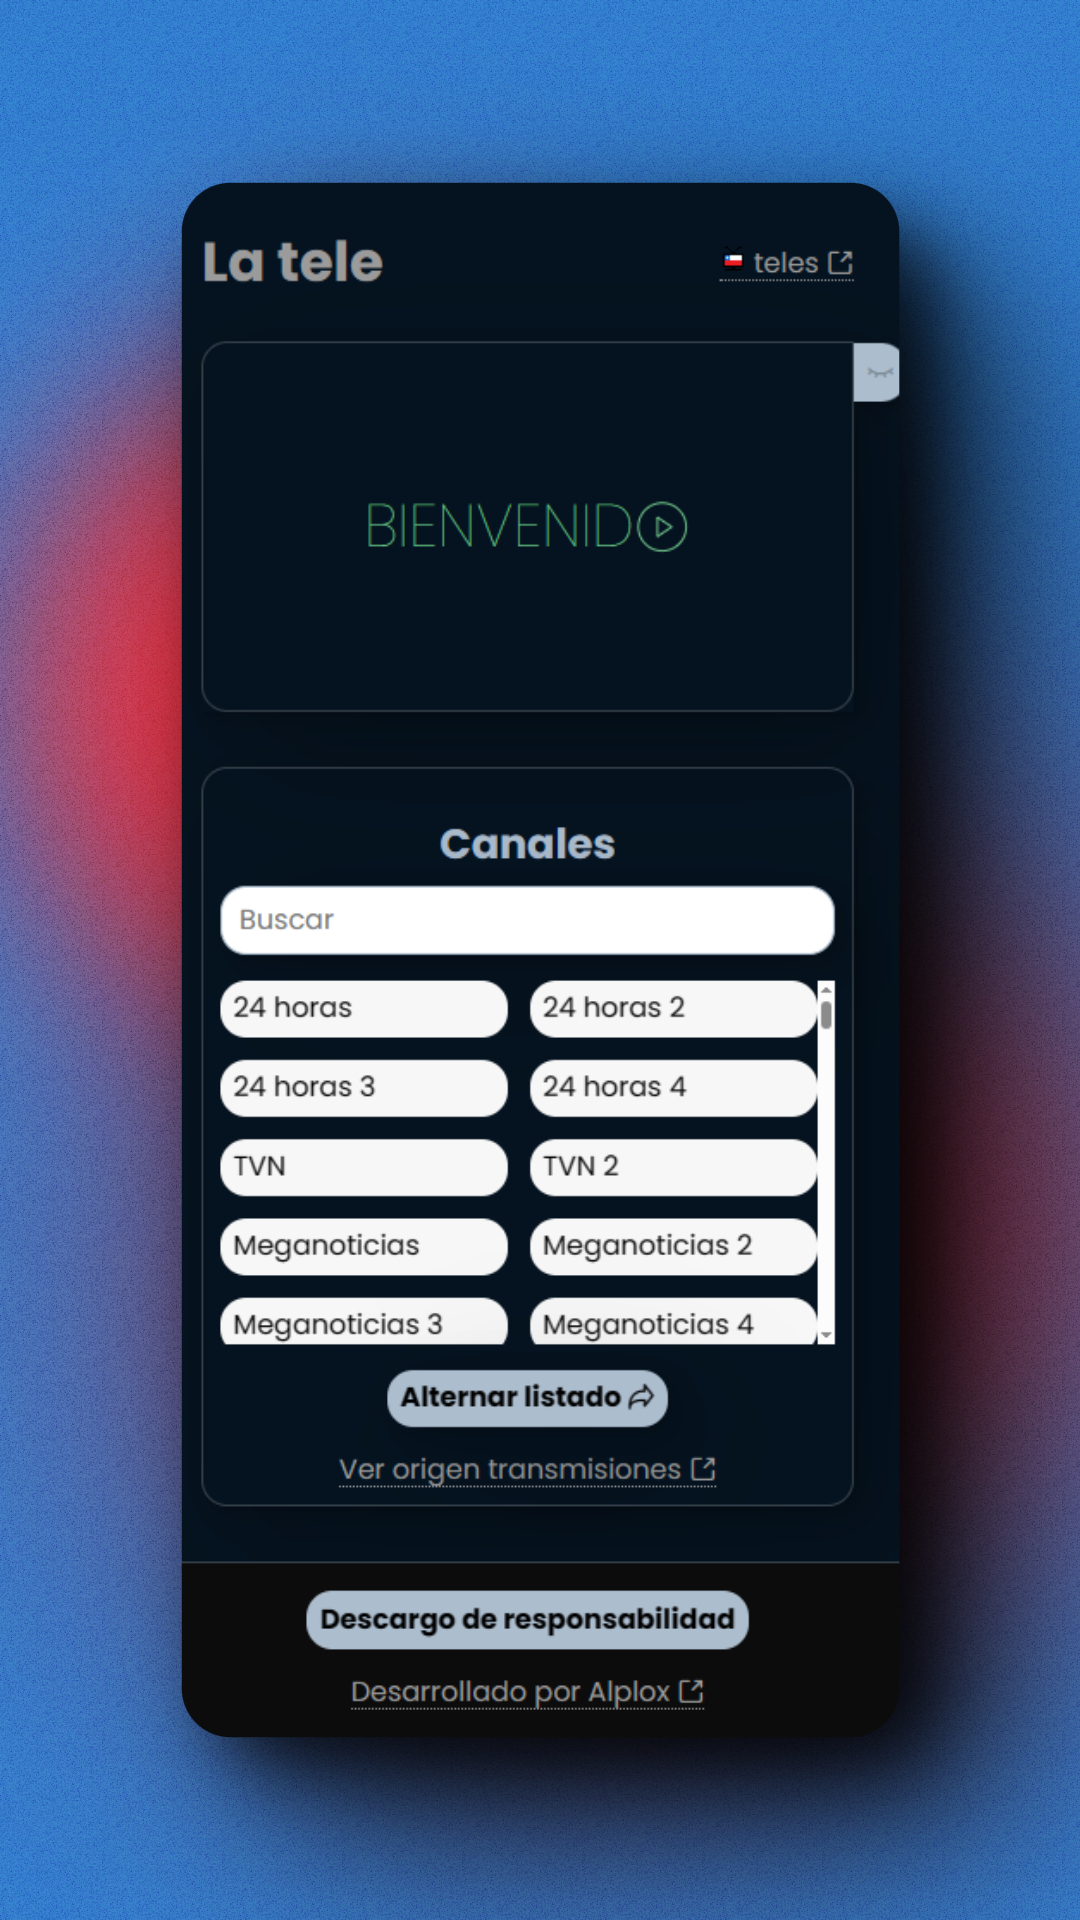 La tele
teles
BIENVENIDO
Canales
Buscar
24 horas
24 horas 2
24 horas 3
24 horas 4
TVN
TVN 2
Meganoticias
Meganoticias 2
Meganoticias 3
Meganoticias 4
Alternar listado
Ver origen transmisiones
Descargo de responsabilidad
Desarrollado por Alplox